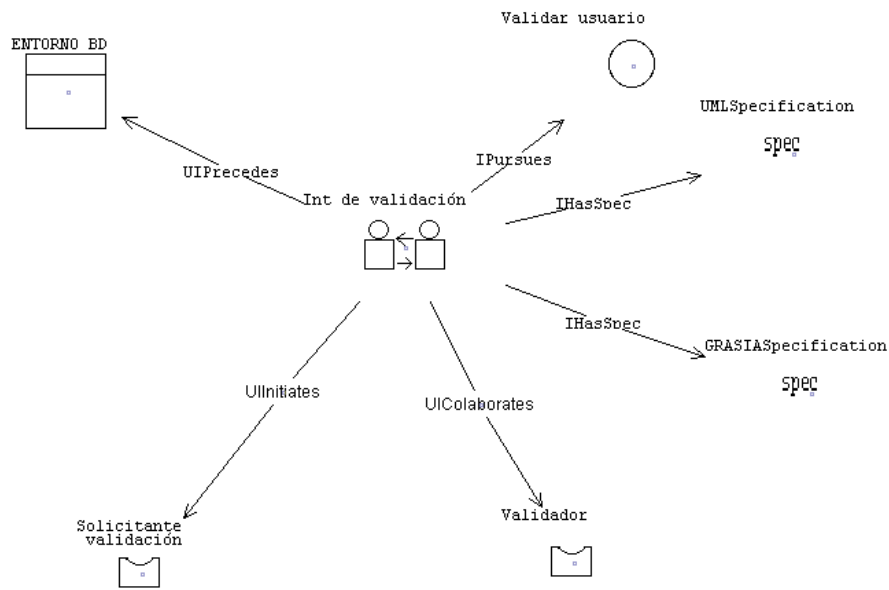 Validar usuario
ENTORNO BD
UMLSpecification
spec
UIPrecedes
IPursues
Int de validación
IHasSpec
IHasSpec
GRASIASpecification
spec
UIInitiates
UIColaborates
Validador
Solicitante
validación